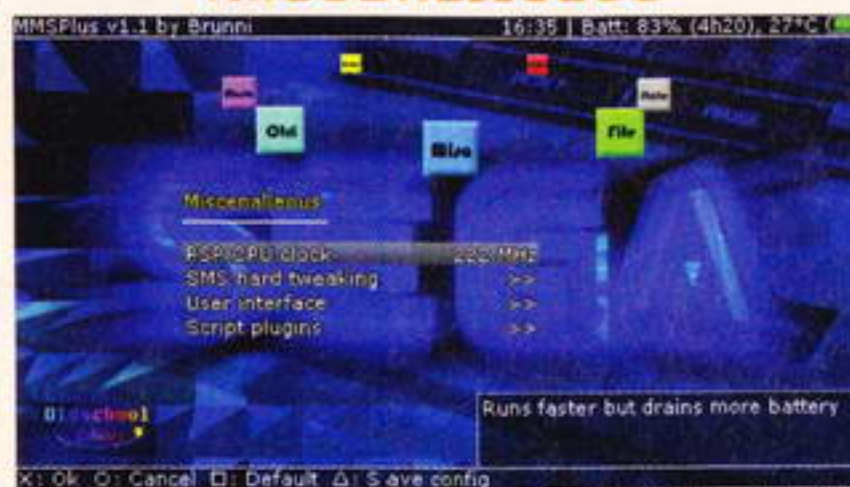 MMSPlus v1.1 by Brunni 16:35 | Batt: 83% (4h20), 27°C
Old
Misc
File
Miscenalleous
PSP CPU clock 222 MHz
SMS hard tweaking >>
User interface >>
Script plugins >>
Oldschool
Runs faster but drains more battery
X: Ok O: Cancel □: Default △: Save config